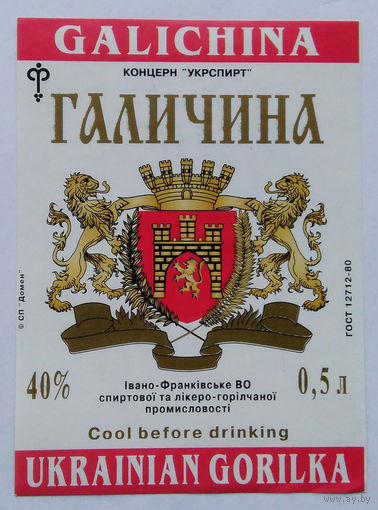 GALICHINA
КОНЦЕРН "УКРСПИРТ"
ГАЛИЧИНА
© СП "Домен"
ГОСТ 12712-80
40%
Івано-Франківське ВО
спиртової та лікеро-горілчаної
промисловості
0,5 л
Cool before drinking
UKRAINIAN GORILKA
www.ay.by